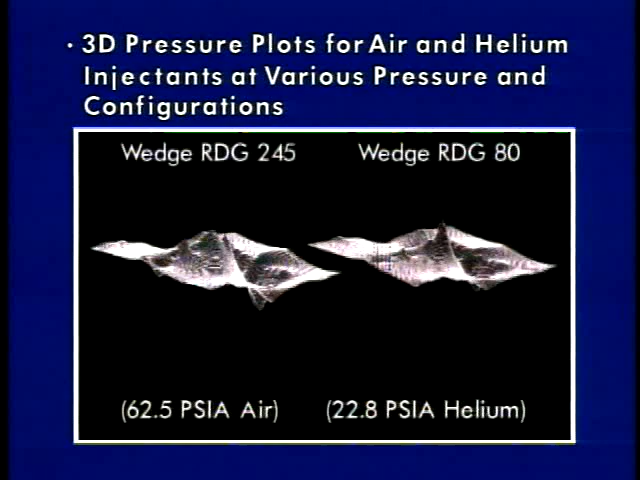 · 3D Pressure Plots for Air and Helium
Injectants at Various Pressure and
Configurations
Wedge RDG 245 Wedge RDG 80
(62.5 PSIA Air) (22.8 PSIA Helium)